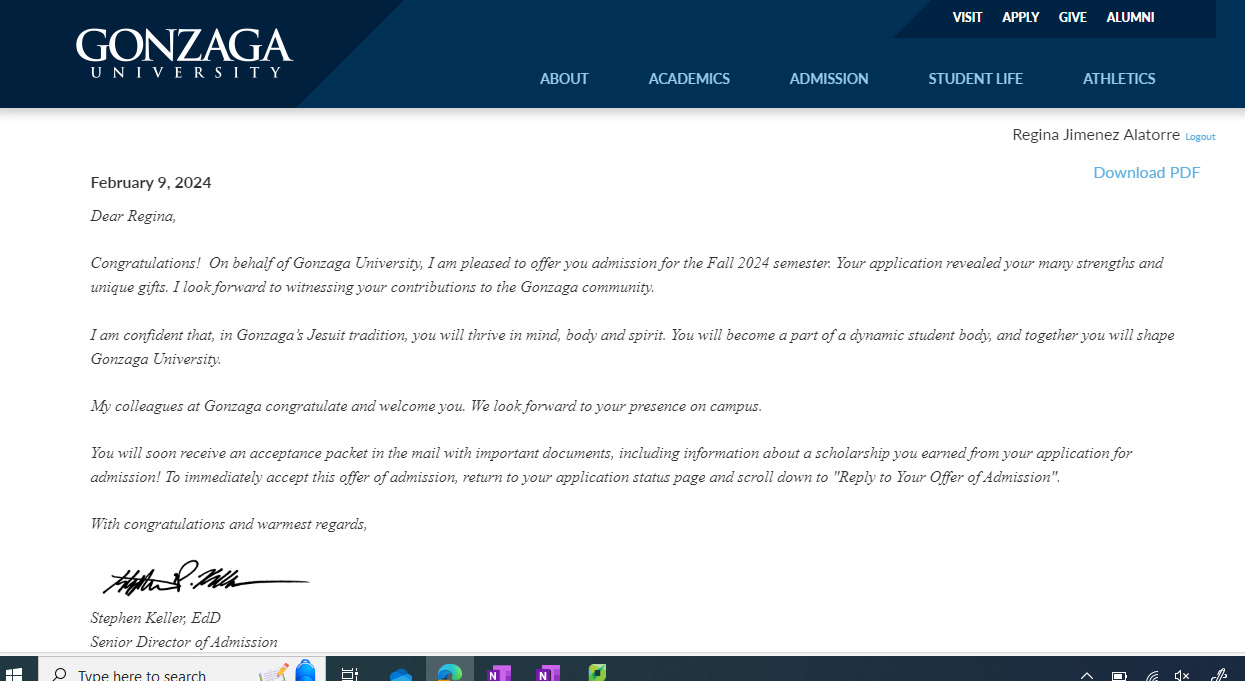 VISIT APPLY GIVE ALUMNI
GONZAGA
UNIVERSITY
ABOUT ACADEMICS ADMISSION STUDENT LIFE ATHLETICS
Regina Jimenez Alatorre Logout
Download PDF
February 9, 2024
Dear Regina,
Congratulations!  On behalf of Gonzaga University, I am pleased to offer you admission for the Fall 2024 semester. Your application revealed your many strengths and
unique gifts. I look forward to witnessing your contributions to the Gonzaga community.
I am confident that, in Gonzaga’s Jesuit tradition, you will thrive in mind, body and spirit. You will become a part of a dynamic student body, and together you will shape
Gonzaga University.
My colleagues at Gonzaga congratulate and welcome you. We look forward to your presence on campus.
You will soon receive an acceptance packet in the mail with important documents, including information about a scholarship you earned from your application for
admission! To immediately accept this offer of admission, return to your application status page and scroll down to "Reply to Your Offer of Admission".
With congratulations and warmest regards,
Stephen Keller, EdD
Senior Director of Admission
Type here to search
N N